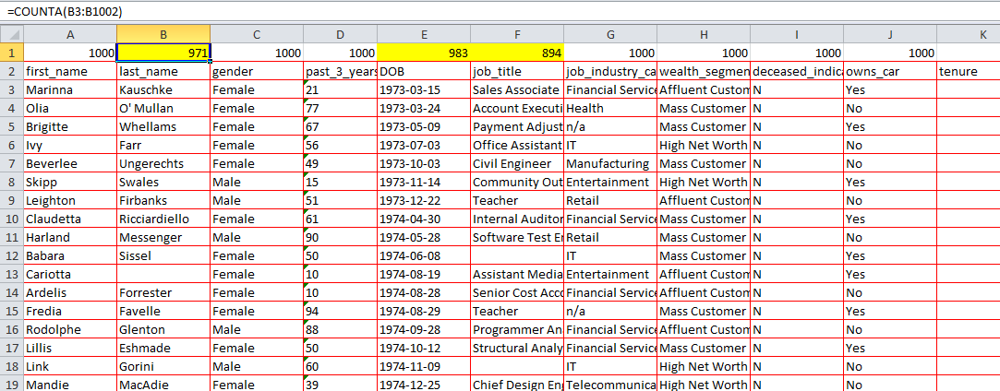 =COUNTA(B3:B1002)
A B C D E F G H I J K
1 1000 971 1000 1000 983 894 1000 1000 1000 1000
2 first_name last_name gender past_3_years DOB job_title job_industry_ca wealth_segmen deceased_indica owns_car tenure
3 Marinna Kauschke Female 21 1973-03-15 Sales Associate Financial Service Affluent Custom N Yes
4 Olia O' Mullan Female 77 1973-03-24 Account Executi Health Mass Customer N No
5 Brigitte Whellams Female 67 1973-05-09 Payment Adjust n/a Mass Customer N Yes
6 Ivy Farr Female 56 1973-07-03 Office Assistant IT High Net Worth N No
7 Beverlee Ungerechts Female 49 1973-10-03 Civil Engineer Manufacturing Mass Customer N No
8 Skipp Swales Male 15 1973-11-14 Community Out Entertainment High Net Worth N Yes
9 Leighton Firbanks Male 51 1973-12-22 Teacher Retail Affluent Custom N No
10 Claudetta Ricciardiello Female 61 1974-04-30 Internal Auditor Financial Service Mass Customer N Yes
11 Harland Messenger Male 90 1974-05-28 Software Test E Retail Mass Customer N No
12 Babara Sissel Female 50 1974-06-08 IT Mass Customer N Yes
13 Cariotta Female 10 1974-08-19 Assistant Media Entertainment Affluent Custom N Yes
14 Ardelis Forrester Female 10 1974-08-28 Senior Cost Acco Financial Service Affluent Custom N No
15 Fredia Favelle Female 94 1974-08-29 Teacher n/a Mass Customer N Yes
16 Rodolphe Glenton Male 88 1974-09-28 Programmer An Financial Service Affluent Custom N No
17 Lillis Eshmade Female 50 1974-10-12 Structural Analy Financial Service Mass Customer N Yes
18 Link Gorini Male 60 1974-11-09 IT High Net Worth N No
19 Mandie MacAdie Female 39 1974-12-25 Chief Design En Telecommunica High Net Worth N No